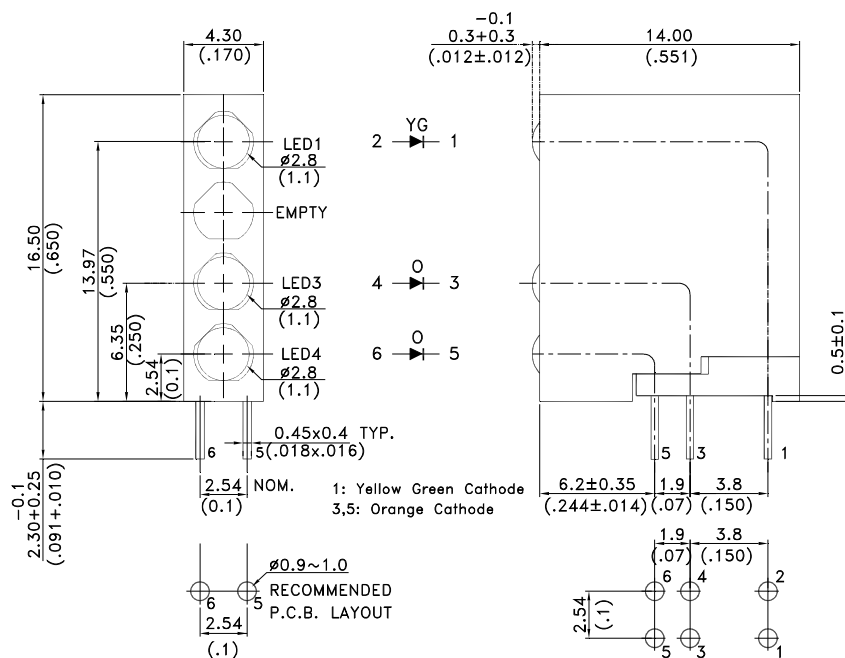 4.30
(.170)
-0.1
0.3+0.3
(.012±.012)
14.00
(.551)
16.50
(.650)
13.97
(.550)
6.35
(.250)
2.54
(0.1)
LED1
ø2.8
(1.1)
EMPTY
LED3
ø2.8
(1.1)
LED4
ø2.8
(1.1)
YG
2 1
O
4 3
O
6 5
0.5±0.1
-0.1
2.30+0.25
(.091+.010)
6
5
0.45x0.4 TYP.
(.018x.016)
2.54 NOM.
(0.1)
1: Yellow Green Cathode
3,5: Orange Cathode
5 3 1
6.2±0.35 1.9 3.8
(.244±.014) (.07) (.150)
ø0.9~1.0
RECOMMENDED
P.C.B. LAYOUT
6 5
2.54
(.1)
1.9 3.8
(.07) (.150)
6 4 2
2.54
(.1)
5 3 1